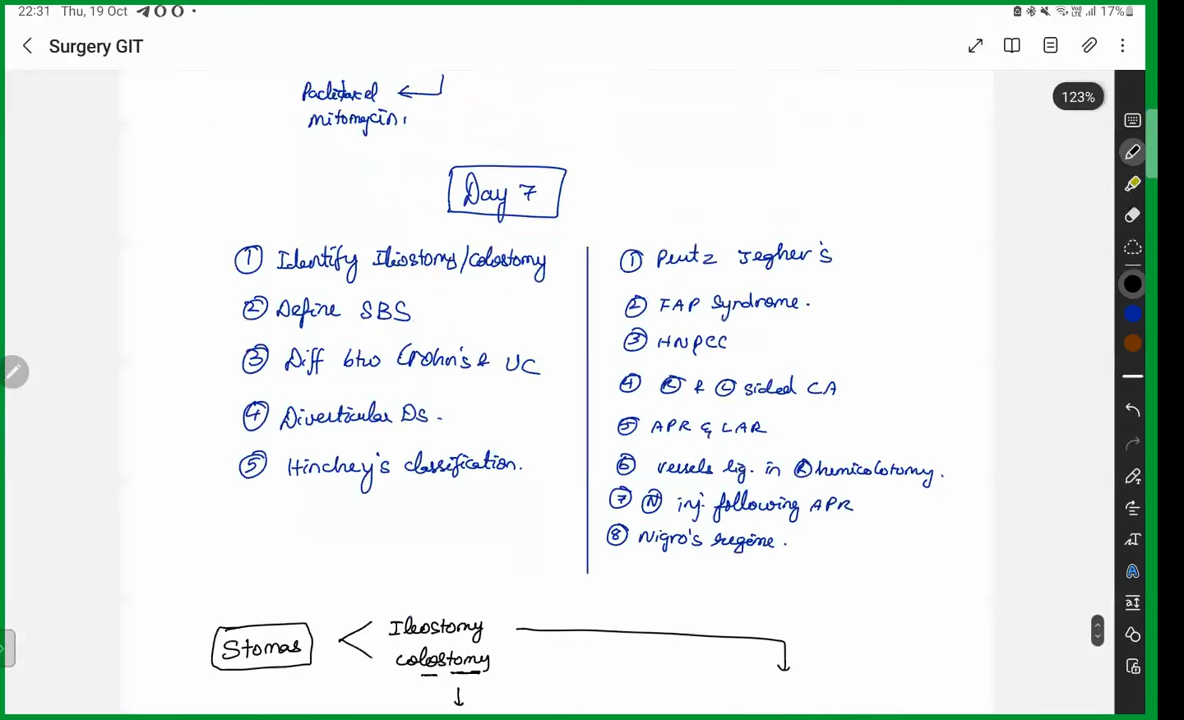 22:31 Thu, 19 Oct
17%
Surgery GIT
123%
Paclitaxel
mitomycin.
Day 7
① Identify Iliostomy/Colostomy
② Define SBS
③ Diff btw Crohn's & UC
④ Diverticular Ds.
⑤ Hinchey's classification.
① Peutz Jegher's
② FAP Syndrome.
③ HNPCC
④ Ⓡ & Ⓛ sided CA
⑤ APR & LAR
⑥ vessels lig. in Ⓡ hemicolotomy.
⑦ Ⓝ inj. following APR
⑧ Nigro's regime.
Stomas
Ileostomy
colostomy